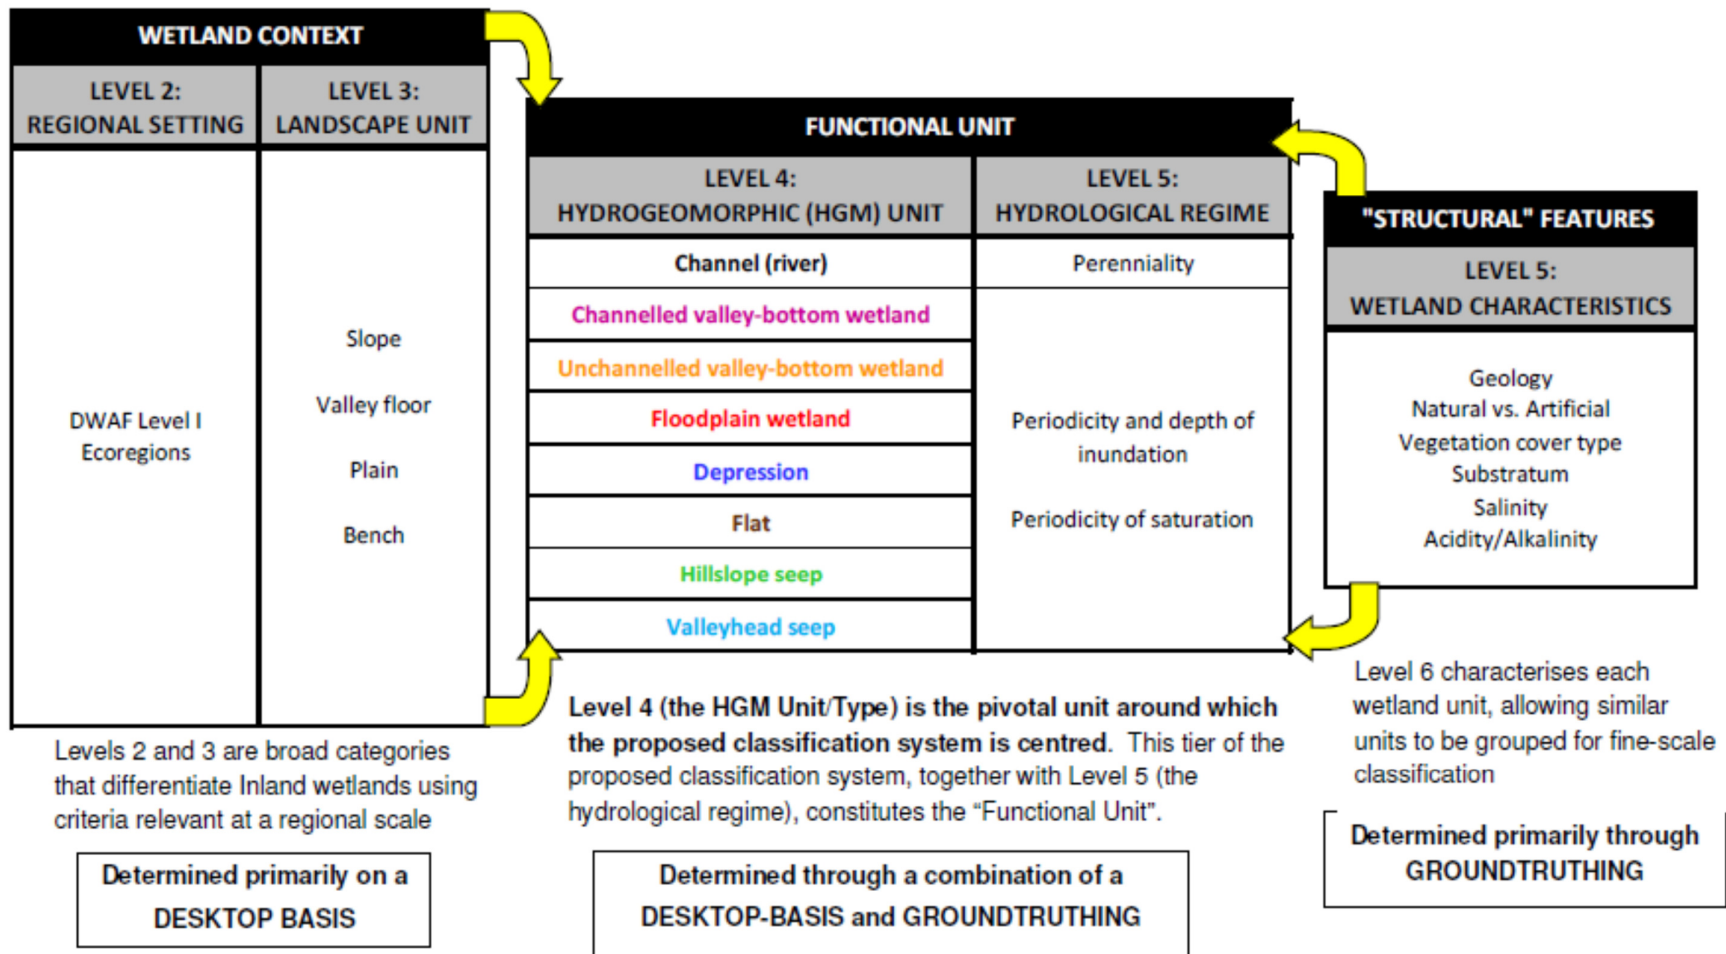 WETLAND CONTEXT
LEVEL 2:
REGIONAL SETTING
LEVEL 3:
LANDSCAPE UNIT
DWAF Level I
Ecoregions
Slope
Valley floor
Plain
Bench
FUNCTIONAL UNIT
LEVEL 4:
HYDROGEOMORPHIC (HGM) UNIT
LEVEL 5:
HYDROLOGICAL REGIME
Channel (river)
Perenniality
Channelled valley-bottom wetland
Unchannelled valley-bottom wetland
Floodplain wetland
Depression
Flat
Hillslope seep
Valleyhead seep
Periodicity and depth of
inundation
Periodicity of saturation
"STRUCTURAL" FEATURES
LEVEL 5:
WETLAND CHARACTERISTICS
Geology
Natural vs. Artificial
Vegetation cover type
Substratum
Salinity
Acidity/Alkalinity
Levels 2 and 3 are broad categories
that differentiate Inland wetlands using
criteria relevant at a regional scale
Determined primarily on a
DESKTOP BASIS
Level 4 (the HGM Unit/Type) is the pivotal unit around which
the proposed classification system is centred. This tier of the
proposed classification system, together with Level 5 (the
hydrological regime), constitutes the “Functional Unit”.
Determined through a combination of a
DESKTOP-BASIS and GROUNDTRUTHING
Level 6 characterises each
wetland unit, allowing similar
units to be grouped for fine-scale
classification
Determined primarily through
GROUNDTRUTHING